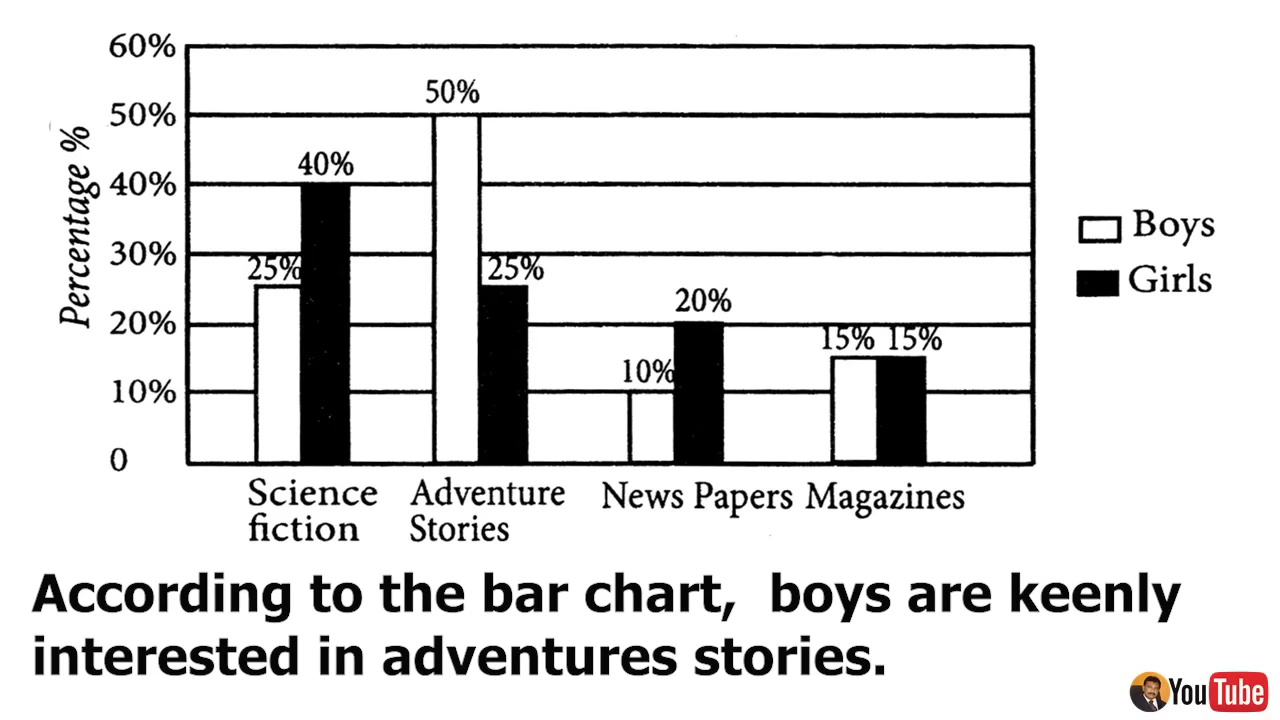 60%
50%
50%
Percentage %
40%
40%
30%
25%
25%
20%
20%
15% 15%
10%
10%
0
Boys
Girls
Science
fiction
Adventure
Stories
News Papers
Magazines
According to the bar chart, boys are keenly
interested in adventures stories.
YouTube